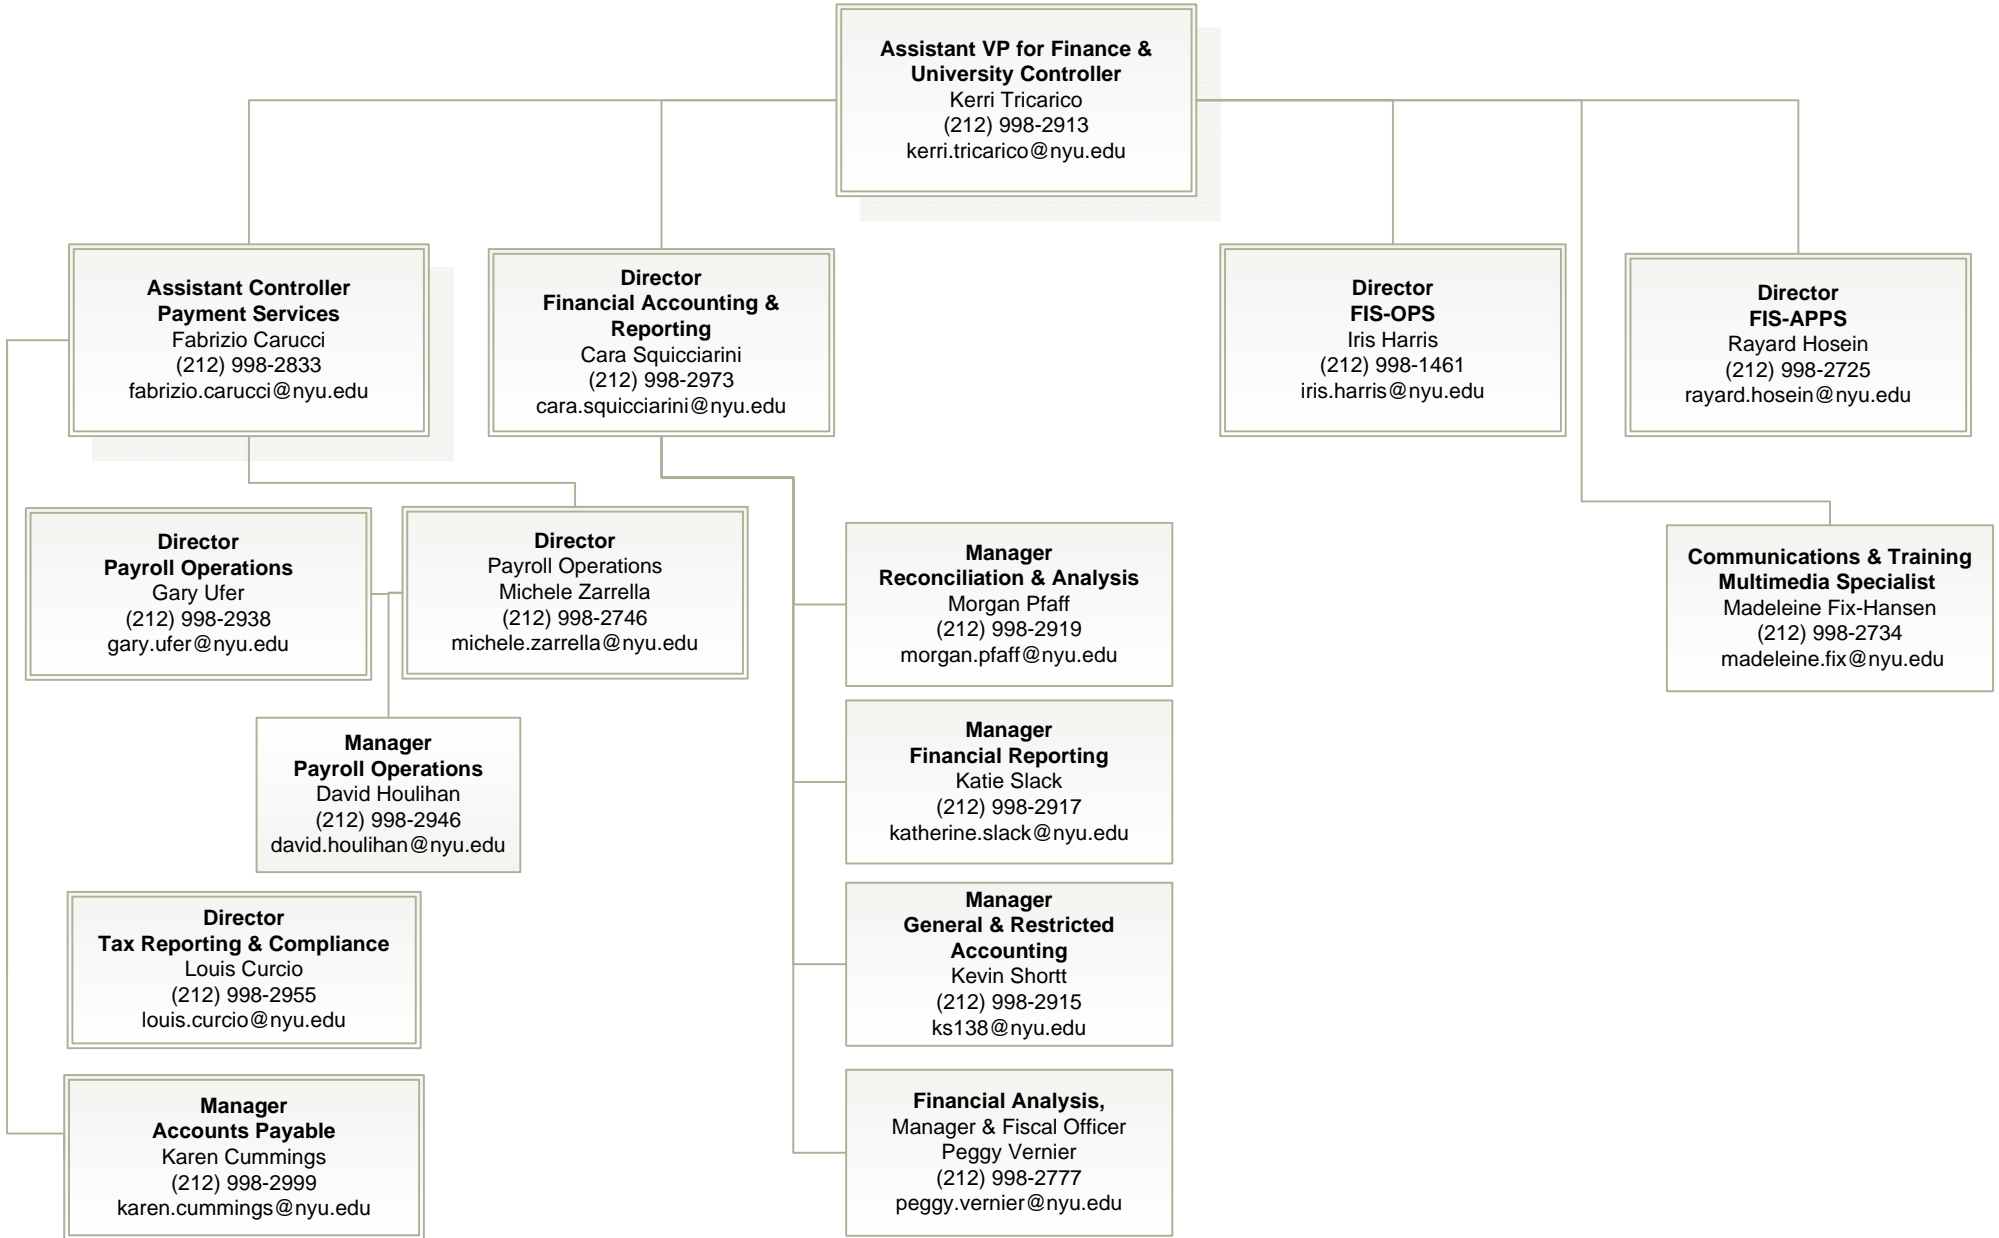 Assistant VP for Finance &
University Controller
Kerri Tricarico
(212) 998-2913
kerri.tricarico@nyu.edu
Assistant Controller
Payment Services
Fabrizio Carucci
(212) 998-2833
fabrizio.carucci@nyu.edu
Director
Financial Accounting &
Reporting
Cara Squicciarini
(212) 998-2973
cara.squicciarini@nyu.edu
Director
FIS-OPS
Iris Harris
(212) 998-1461
iris.harris@nyu.edu
Director
FIS-APPS
Rayard Hosein
(212) 998-2725
rayard.hosein@nyu.edu
Director
Payroll Operations
Gary Ufer
(212) 998-2938
gary.ufer@nyu.edu
Director
Payroll Operations
Michele Zarrella
(212) 998-2746
michele.zarrella@nyu.edu
Manager
Reconciliation & Analysis
Morgan Pfaff
(212) 998-2919
morgan.pfaff@nyu.edu
Communications & Training
Multimedia Specialist
Madeleine Fix-Hansen
(212) 998-2734
madeleine.fix@nyu.edu
Manager
Payroll Operations
David Houlihan
(212) 998-2946
david.houlihan@nyu.edu
Manager
Financial Reporting
Katie Slack
(212) 998-2917
katherine.slack@nyu.edu
Director
Tax Reporting & Compliance
Louis Curcio
(212) 998-2955
louis.curcio@nyu.edu
Manager
General & Restricted
Accounting
Kevin Shortt
(212) 998-2915
ks138@nyu.edu
Manager
Accounts Payable
Karen Cummings
(212) 998-2999
karen.cummings@nyu.edu
Financial Analysis,
Manager & Fiscal Officer
Peggy Vernier
(212) 998-2777
peggy.vernier@nyu.edu